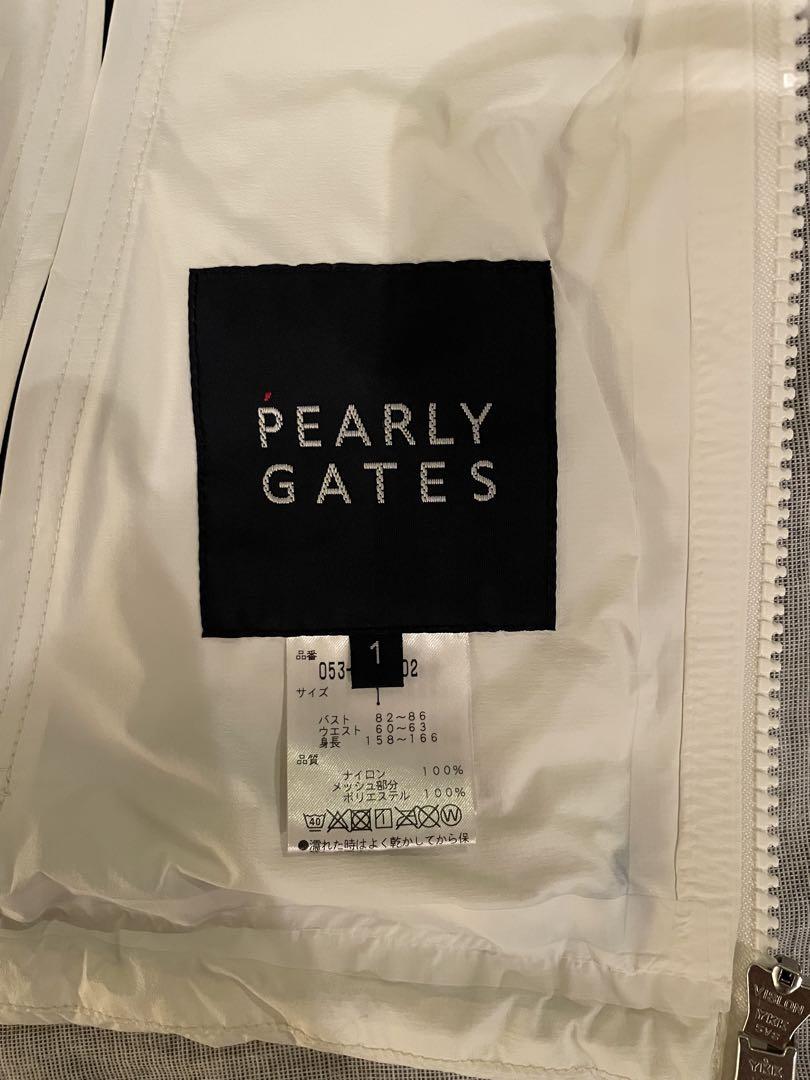 PEARLY
GATES
1
品番
053- 02
サイズ
バスト 82～86
ウエスト 60～63
身長 158～166
品質
ナイロン 100%
メッシュ部分
ポリエステル 100%
40 W
●濡れた時はよく乾かしてから保
VISLON
YKK
5VS
YKK